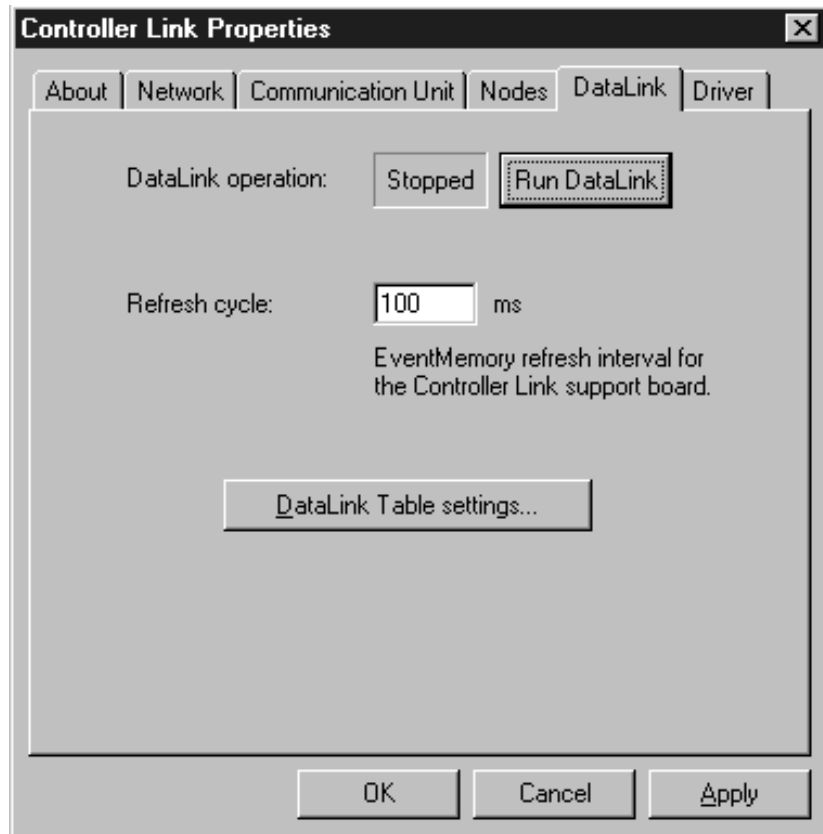 Controller Link Properties
About Network Communication Unit Nodes DataLink Driver
DataLink operation: Stopped Run DataLink
Refresh cycle: 100 ms
EventMemory refresh interval for
the Controller Link support board.
DataLink Table settings...
OK Cancel Apply